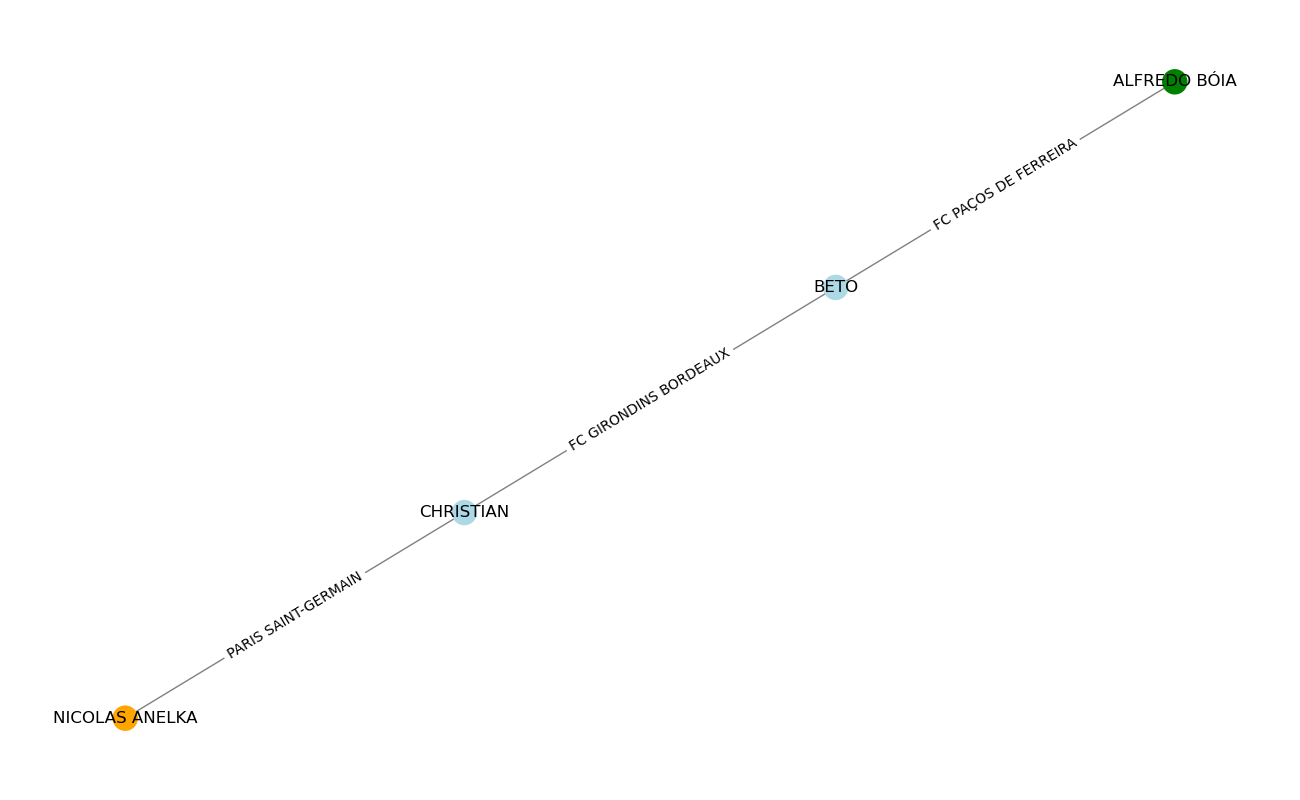 ALFREDO BÓIA
FC PAÇOS DE FERREIRA
BETO
FC GIRONDINS BORDEAUX
CHRISTIAN
PARIS SAINT-GERMAIN
NICOLAS ANELKA